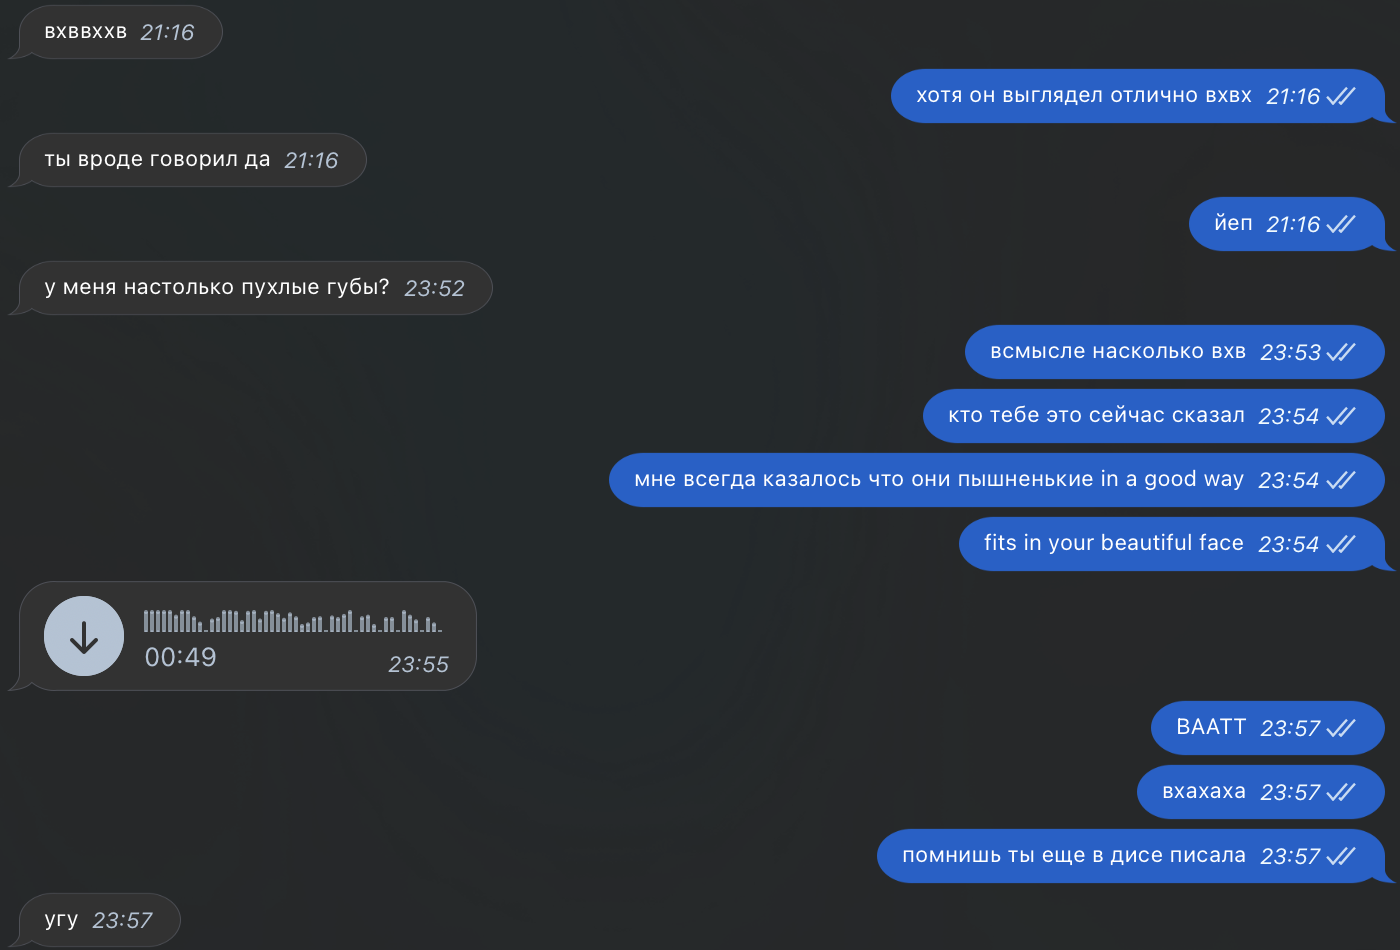 вхввххв 21:16
хотя он выглядел отлично вхвх 21:16
ты вроде говорил да 21:16
йеп 21:16
у меня настолько пухлые губы? 23:52
всмысле насколько вхв 23:53
кто тебе это сейчас сказал 23:54
мне всегда казалось что они пышненькие in a good way 23:54
fits in your beautiful face 23:54
00:49 23:55
ВААТТ 23:57
вхахаха 23:57
помнишь ты еще в дисе писала 23:57
угу 23:57